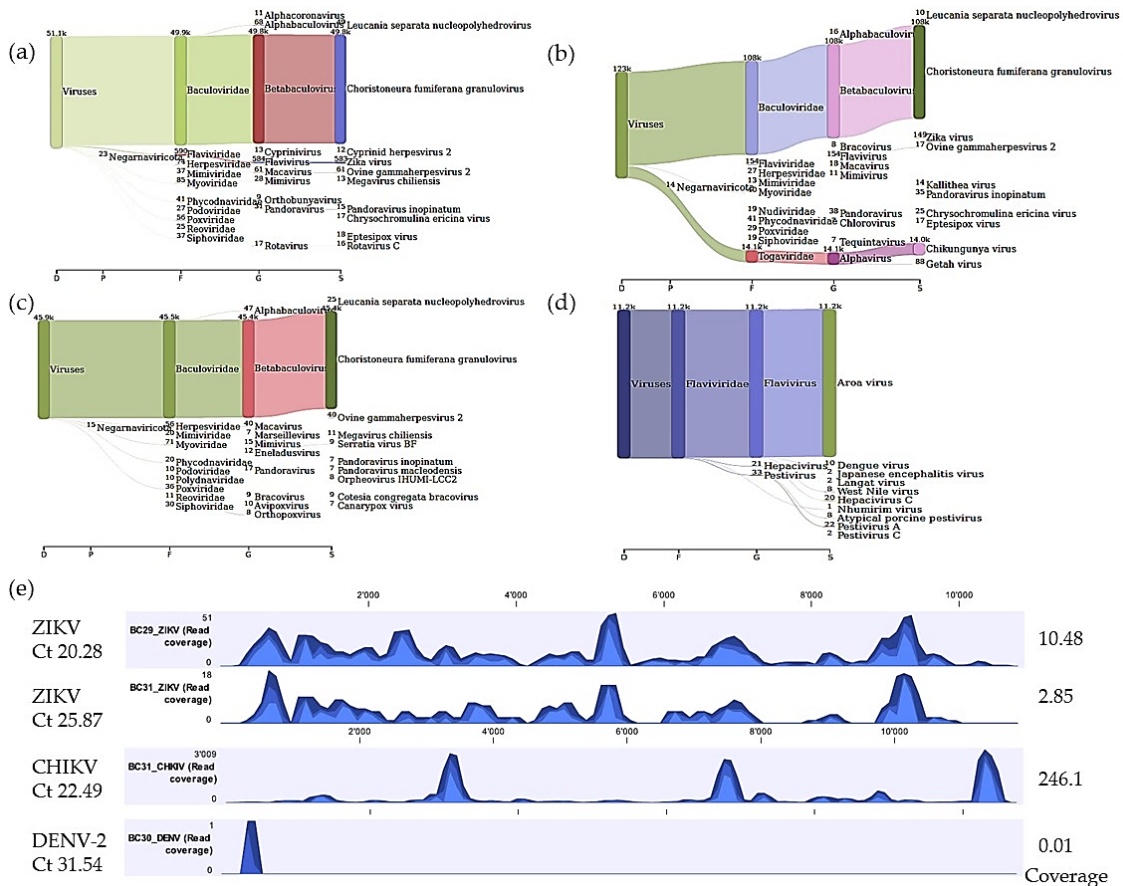 (a)
11 Alphacoronavirus
68 Alphabaculovirus
Leucania separata nucleopolyhedrovirus
51.1k
49.9k
49.8k
49.8k
Viruses
Baculoviridae
Betabaculovirus
Choristoneura fumiferana granulovirus
23 Negarnaviricota
590 Flaviviridae
74 Herpesviridae
37 Mimiviridae
85 Myoviridae
13 Cyprinivirus
584 Flavivirus
61 Macavirus
28 Mimivirus
12 Cyprinid herpesvirus 2
583 Zika virus
61 Ovine gammaherpesvirus 2
13 Megavirus chiliensis
41 Phycodnaviridae
27 Podoviridae
56 Poxviridae
25 Reoviridae
37 Siphoviridae
9 Orthobunyavirus
31 Pandoravirus
15 Pandoravirus inopinatum
17 Chrysochromulina ericina virus
18 Eptesipox virus
17 Rotavirus
16 Rotavirus C
D P F G S
(b)
10 Leucania separata nucleopolyhedrovirus
16 Alphabaculovirus
108k
108k
108k
123k
Viruses
Baculoviridae
Betabaculovirus
Choristoneura fumiferana granulovirus
14 Negarnaviricota
154 Flaviviridae
27 Herpesviridae
13 Mimiviridae
40 Myoviridae
8 Bracovirus
154 Flavivirus
18 Macavirus
11 Mimivirus
149 Zika virus
17 Ovine gammaherpesvirus 2
14 Kallithea virus
35 Pandoravirus inopinatum
19 Nudiviridae
41 Phycodnaviridae
29 Poxviridae
19 Siphoviridae
38 Pandoravirus
7 Chlorovirus
25 Chrysochromulina ericina virus
17 Eptesipox virus
7 Tequintavirus
14.1k Togaviridae
14.1k Alphavirus
14.0k Chikungunya virus
88 Getah virus
D P F G S
(c)
25 Leucania separata nucleopolyhedrovirus
47 Alphabaculovirus
45.9k
45.5k
45.4k
45.4k
Viruses
Baculoviridae
Betabaculovirus
Choristoneura fumiferana granulovirus
15 Negarnaviricota
56 Herpesviridae
20 Mimiviridae
71 Myoviridae
40 Macavirus
7 Marseillevirus
15 Mimivirus
12 Eneladusvirus
40 Ovine gammaherpesvirus 2
11 Megavirus chiliensis
9 Serratia virus BF
20 Phycodnaviridae
10 Podoviridae
10 Polydnaviridae
36 Poxviridae
11 Reoviridae
30 Siphoviridae
17 Pandoravirus
7 Pandoravirus inopinatum
7 Pandoravirus macleodensis
8 Orpheovirus IHUMI-LCC2
9 Bracovirus
10 Avipoxvirus
8 Orthopoxvirus
9 Cotesia congregata bracovirus
7 Canarypox virus
D P F G S
(d)
11.2k 11.2k 11.2k 11.2k
Viruses
Flaviviridae
Flavivirus
Aroa virus
21 Hepacivirus
33 Pestivirus
10 Dengue virus
2 Japanese encephalitis virus
2 Langat virus
8 West Nile virus
20 Hepacivirus C
1 Nhumirim virus
8 Atypical porcine pestivirus
22 Pestivirus A
2 Pestivirus C
D F G S
(e)
2'000 4'000 6'000 8'000 10'000
ZIKV
Ct 20.28
BC29_ZIKV (Read coverage)
51
0
10.48
ZIKV
Ct 25.87
BC31_ZIKV (Read coverage)
18
0
2.85
2'000 4'000 6'000 8'000 10'000
CHIKV
Ct 22.49
BC31_CHKIV (Read coverage)
3'009
0
246.1
DENV-2
Ct 31.54
BC30_DENV (Read coverage)
1
0
0.01
Coverage